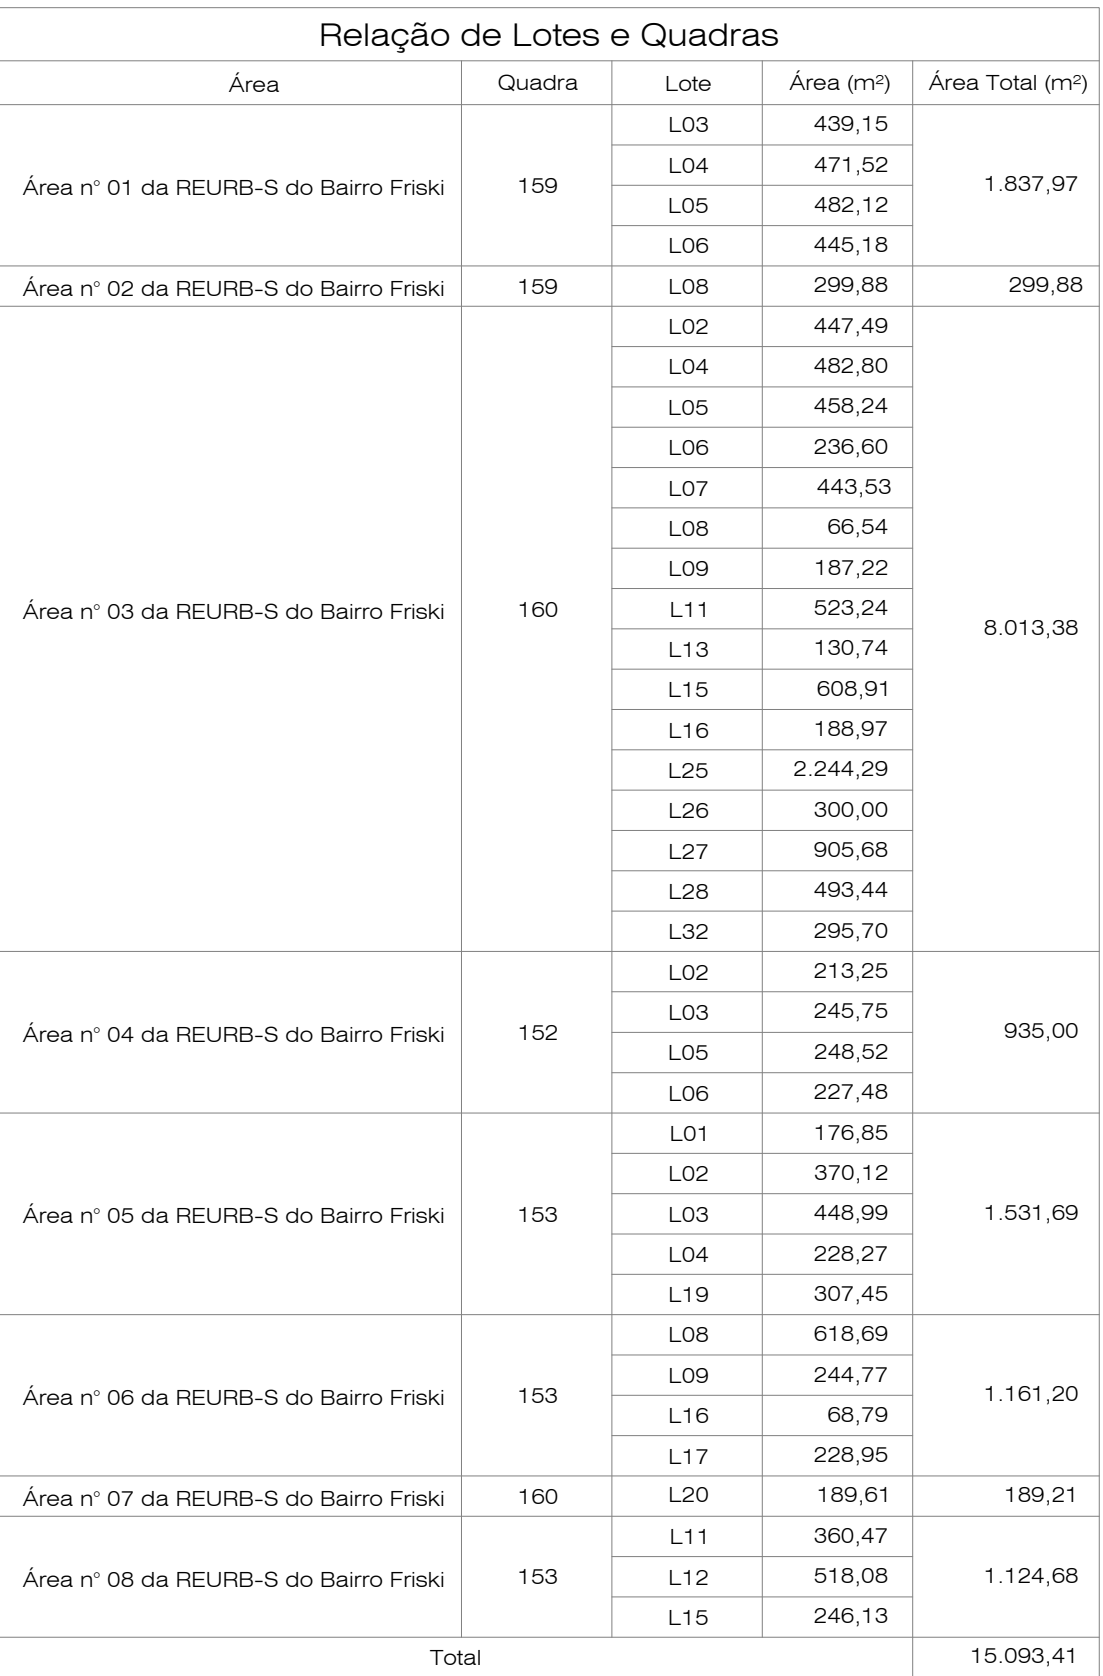 Relação de Lotes e Quadras
Área Quadra Lote Área (m²) Área Total (m²)
Área n° 01 da REURB-S do Bairro Friski 159 L03 439,15 1.837,97
L04 471,52
L05 482,12
L06 445,18
Área n° 02 da REURB-S do Bairro Friski 159 L08 299,88 299,88
Área n° 03 da REURB-S do Bairro Friski 160 L02 447,49 8.013,38
L04 482,80
L05 458,24
L06 236,60
L07 443,53
L08 66,54
L09 187,22
L11 523,24
L13 130,74
L15 608,91
L16 188,97
L25 2.244,29
L26 300,00
L27 905,68
L28 493,44
L32 295,70
Área n° 04 da REURB-S do Bairro Friski 152 L02 213,25 935,00
L03 245,75
L05 248,52
L06 227,48
Área n° 05 da REURB-S do Bairro Friski 153 L01 176,85 1.531,69
L02 370,12
L03 448,99
L04 228,27
L19 307,45
Área n° 06 da REURB-S do Bairro Friski 153 L08 618,69 1.161,20
L09 244,77
L16 68,79
L17 228,95
Área n° 07 da REURB-S do Bairro Friski 160 L20 189,61 189,21
Área n° 08 da REURB-S do Bairro Friski 153 L11 360,47 1.124,68
L12 518,08
L15 246,13
Total 15.093,41